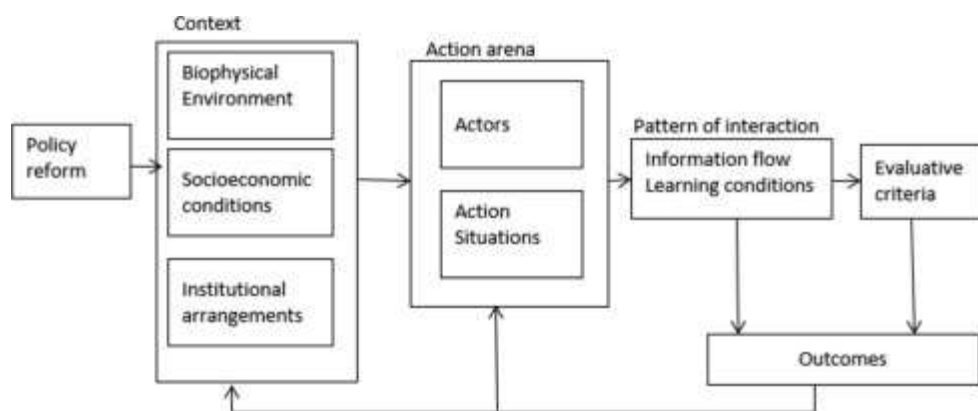 Context
Biophysical
Environment
Socioeconomic
conditions
Institutional
arrangements
Policy
reform
Action arena
Actors
Action
Situations
Pattern of interaction
Information flow
Learning conditions
Evaluative
criteria
Outcomes